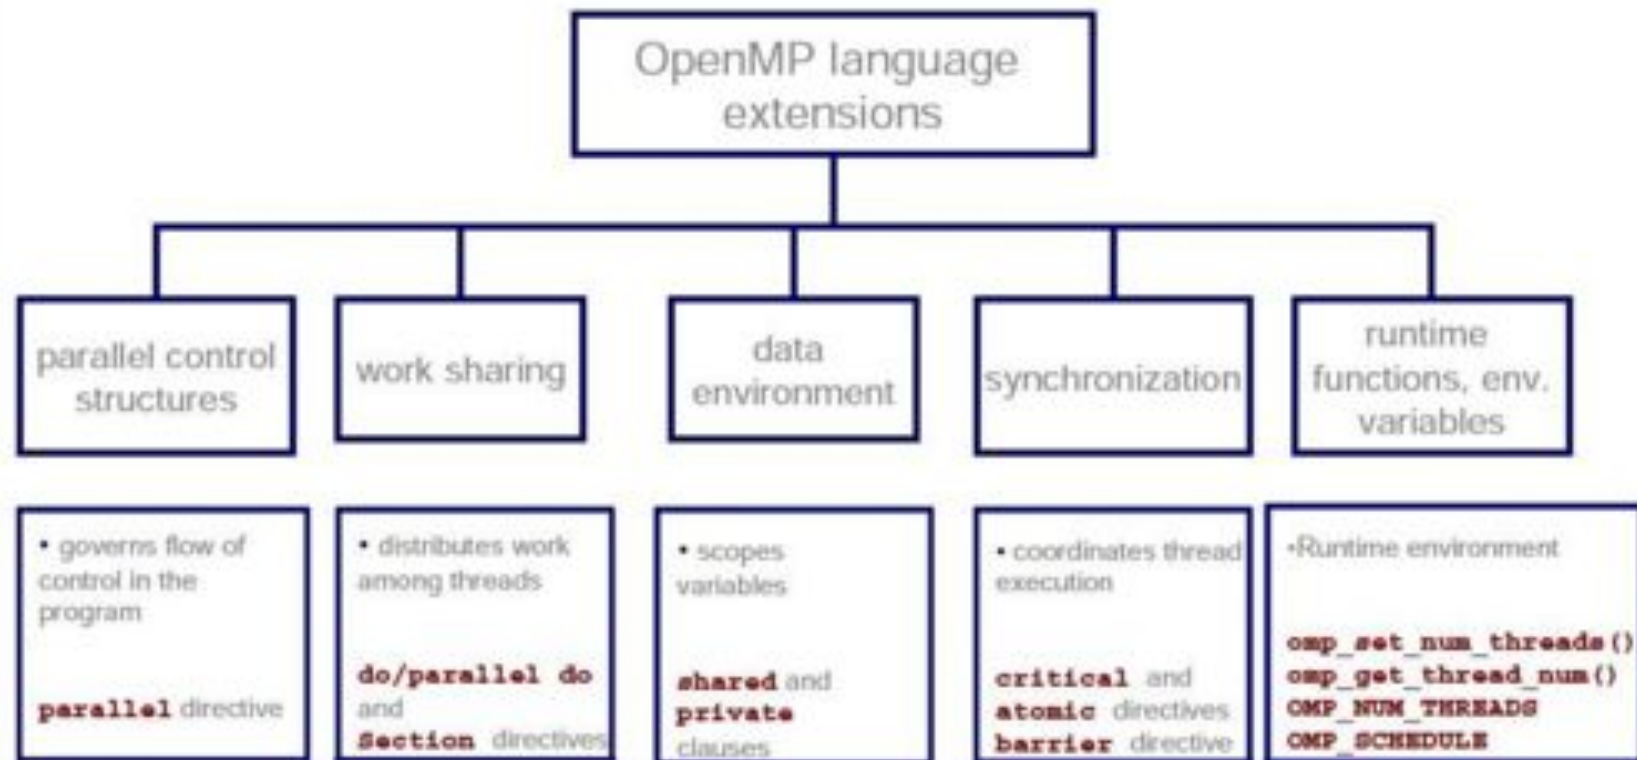 OpenMP language
extensions
parallel control
structures
work sharing
data
environment
synchronization
runtime
functions, env.
variables
• governs flow of
control in the
program
parallel directive
• distributes work
among threads
do/parallel do
and
Section directives
• scopes
variables
shared and
private
clauses
• coordinates thread
execution
critical and
atomic directives
barrier directive
•Runtime environment
omp_set_num_threads()
omp_get_thread_num()
OMP_NUM_THREADS
OMP_SCHEDULE